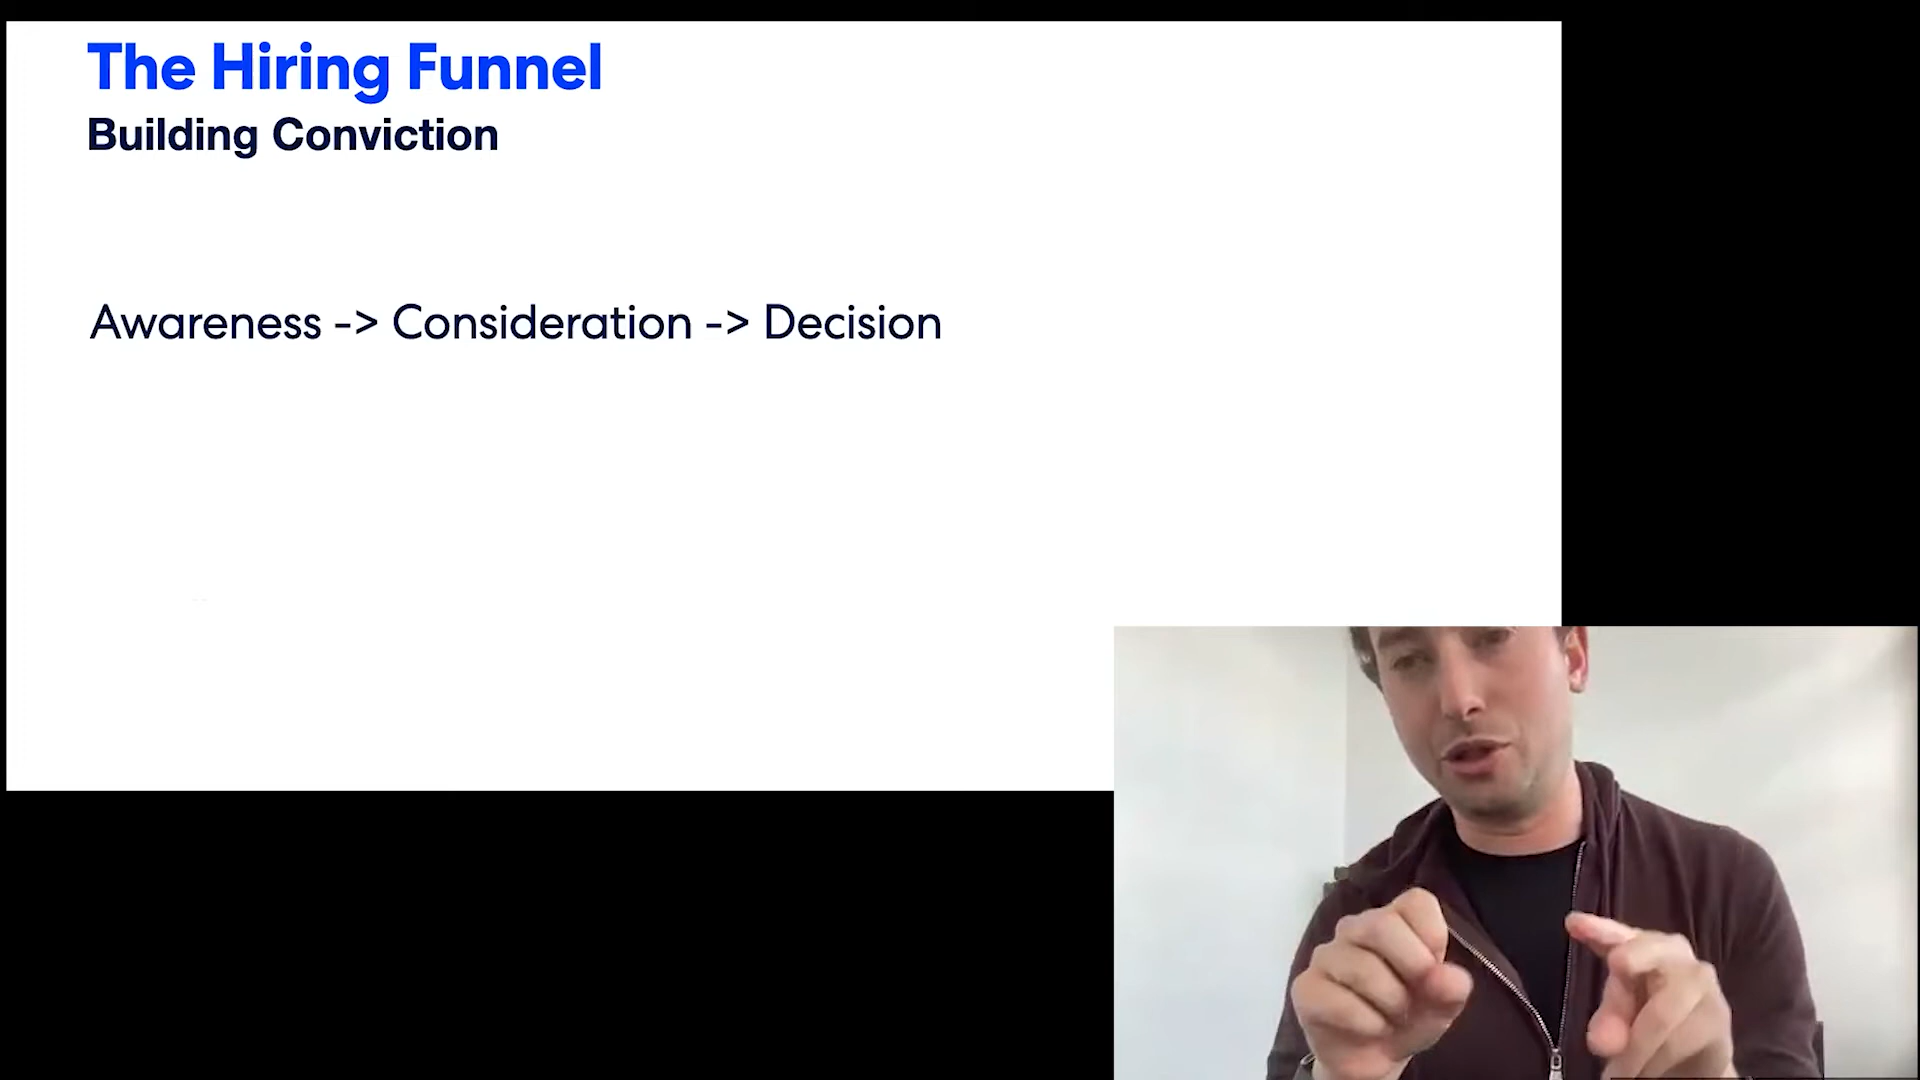 The Hiring Funnel
Building Conviction
Awareness -> Consideration -> Decision